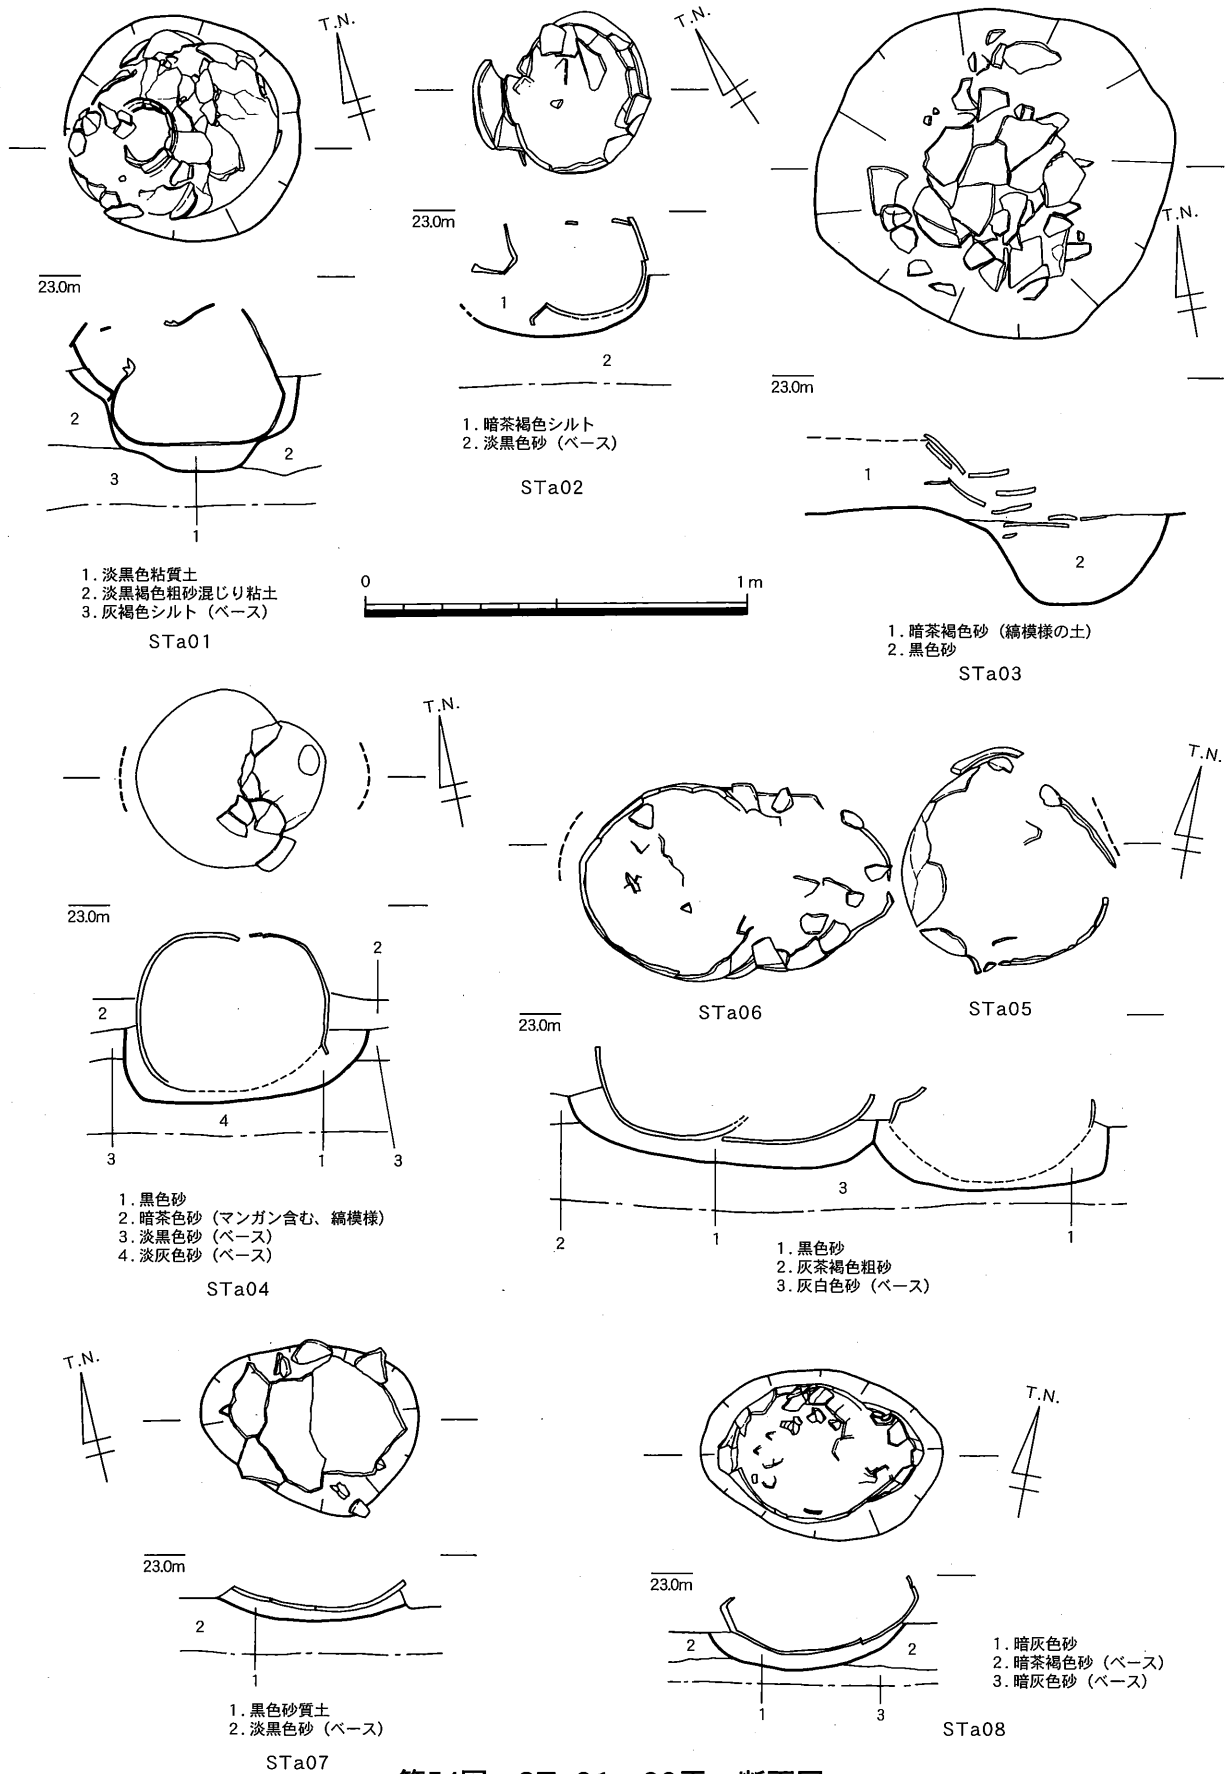 T.N.
23.0m
2
3
2
1
1. 淡黒色粘質土
2. 淡黒褐色粗砂混じり粘土
3. 灰褐色シルト（ベース）
STa01
T.N.
23.0m
1
2
1. 暗茶褐色シルト
2. 淡黒色砂（ベース）
STa02
T.N.
23.0m
1
2
1. 暗茶褐色砂（縞模様の土）
2. 黒色砂
STa03
0 1m
T.N.
23.0m
2
2
4
3
1
3
1. 黒色砂
2. 暗茶色砂（マンガン含む、縞模様）
3. 淡黒色砂（ベース）
4. 淡灰色砂（ベース）
STa04
T.N.
STa06
STa05
23.0m
3
2
1
1
1. 黒色砂
2. 灰茶褐色粗砂
3. 灰白色砂（ベース）
T.N.
23.0m
2
1
1. 黒色砂質土
2. 淡黒色砂（ベース）
STa07
T.N.
23.0m
2
2
1
3
1. 暗灰色砂
2. 暗茶褐色砂（ベース）
3. 暗灰色砂（ベース）
STa08